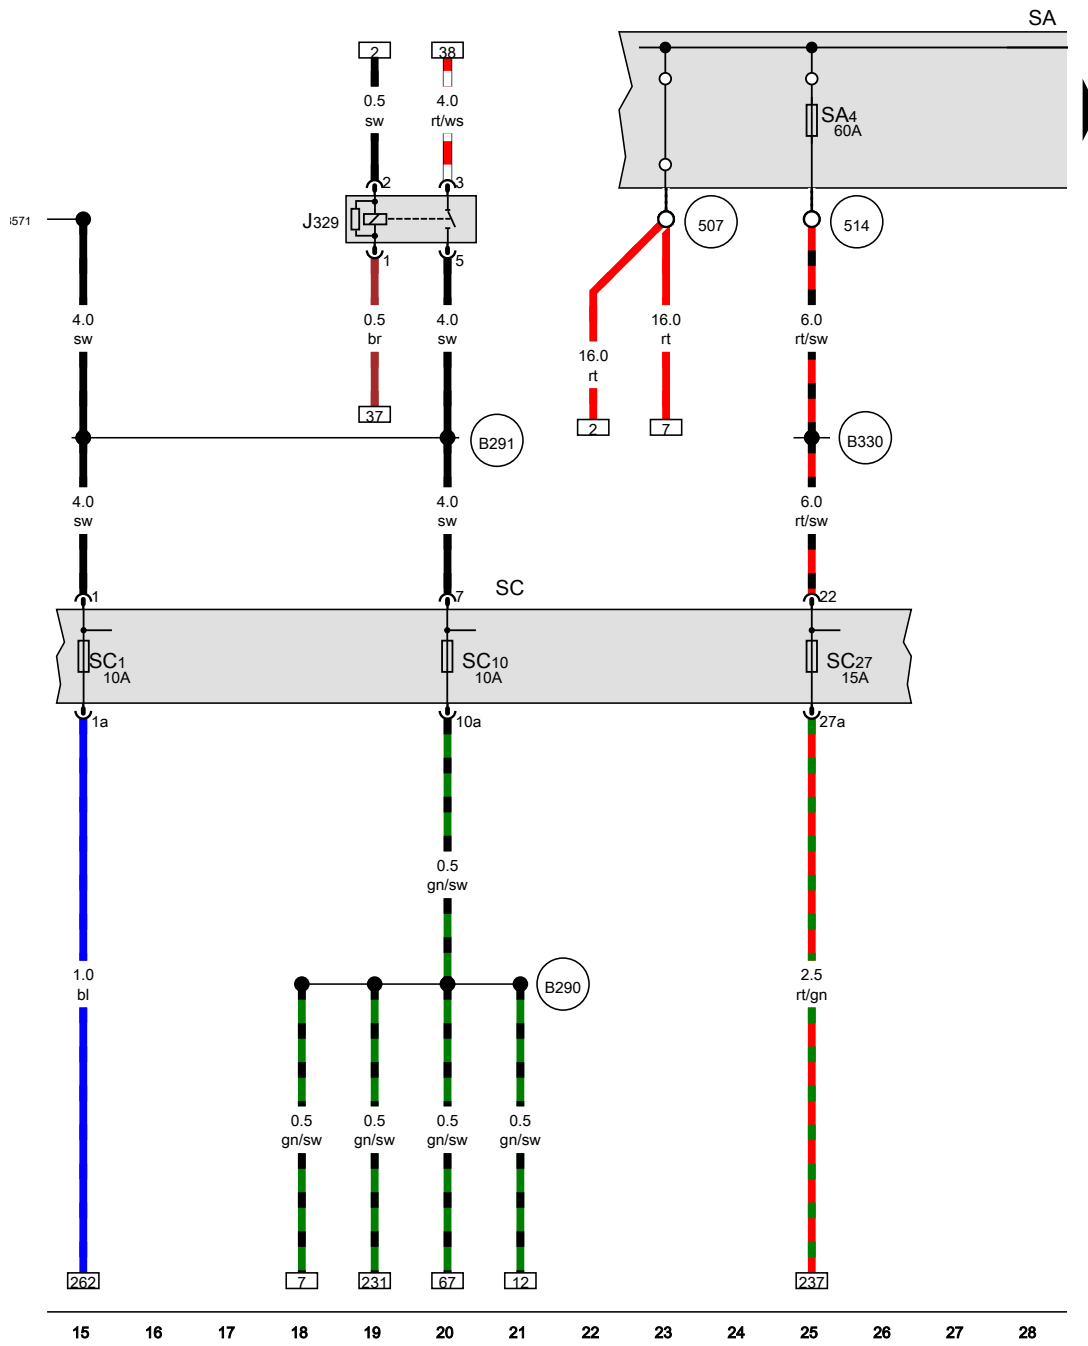 SA
2
38
0.5
sw
4.0
rt/ws
SA4
60A
2
3
J329
507
514
1
5
4.0
sw
0.5
br
4.0
sw
16.0
rt
16.0
rt
6.0
rt/sw
37
2
7
B291
B330
4.0
sw
4.0
sw
6.0
rt/sw
SC
1
7
22
SC1
10A
SC10
10A
SC27
15A
1a
10a
27a
0.5
gn/sw
1.0
bl
B290
2.5
rt/gn
0.5
gn/sw
0.5
gn/sw
0.5
gn/sw
0.5
gn/sw
262
7
231
67
12
237
15 16 17 18 19 20 21 22 23 24 25 26 27 28